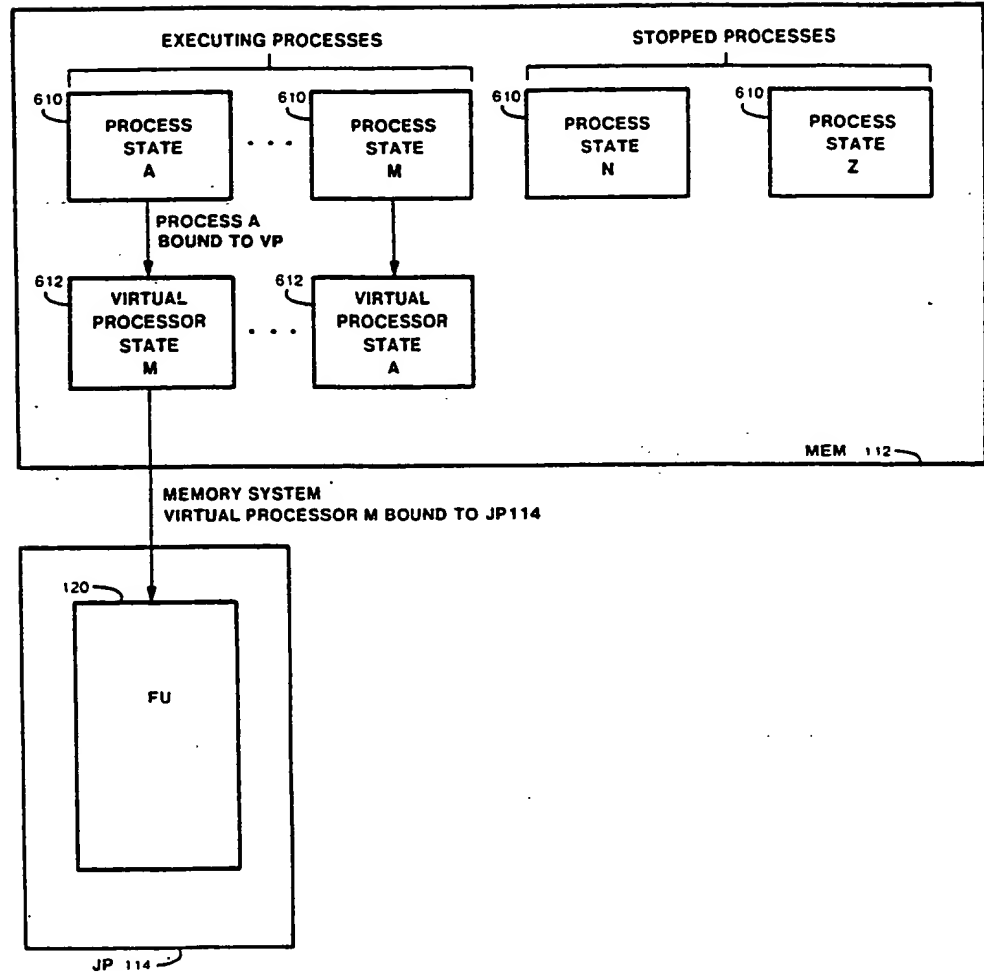 EXECUTING PROCESSES
STOPPED PROCESSES
610
PROCESS
STATE
A
. . .
610
PROCESS
STATE
M
610
PROCESS
STATE
N
610
PROCESS
STATE
Z
PROCESS A
BOUND TO VP
612
VIRTUAL
PROCESSOR
STATE
M
. . .
612
VIRTUAL
PROCESSOR
STATE
A
MEM 112
MEMORY SYSTEM
VIRTUAL PROCESSOR M BOUND TO JP114
120
FU
JP 114